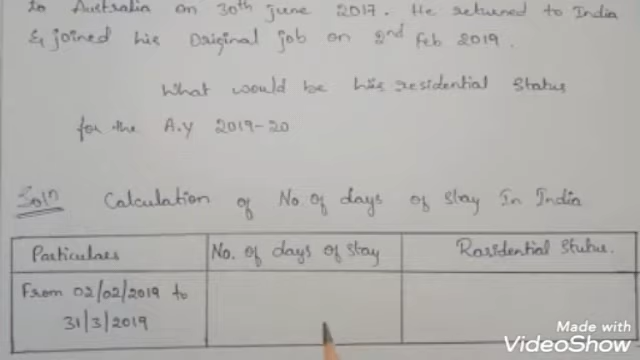 to Australia on 30th june 2017. He returned to India
& joined his Original job on 2nd Feb 2019.
What would be his residential Status
for the A.Y 2019-20
Soln Calculation of No of days of stay In India
Particulars No. of days of Stay Rasidential Status.
From 02/02/2019 to
31/3/2019
Made with
VideoShow